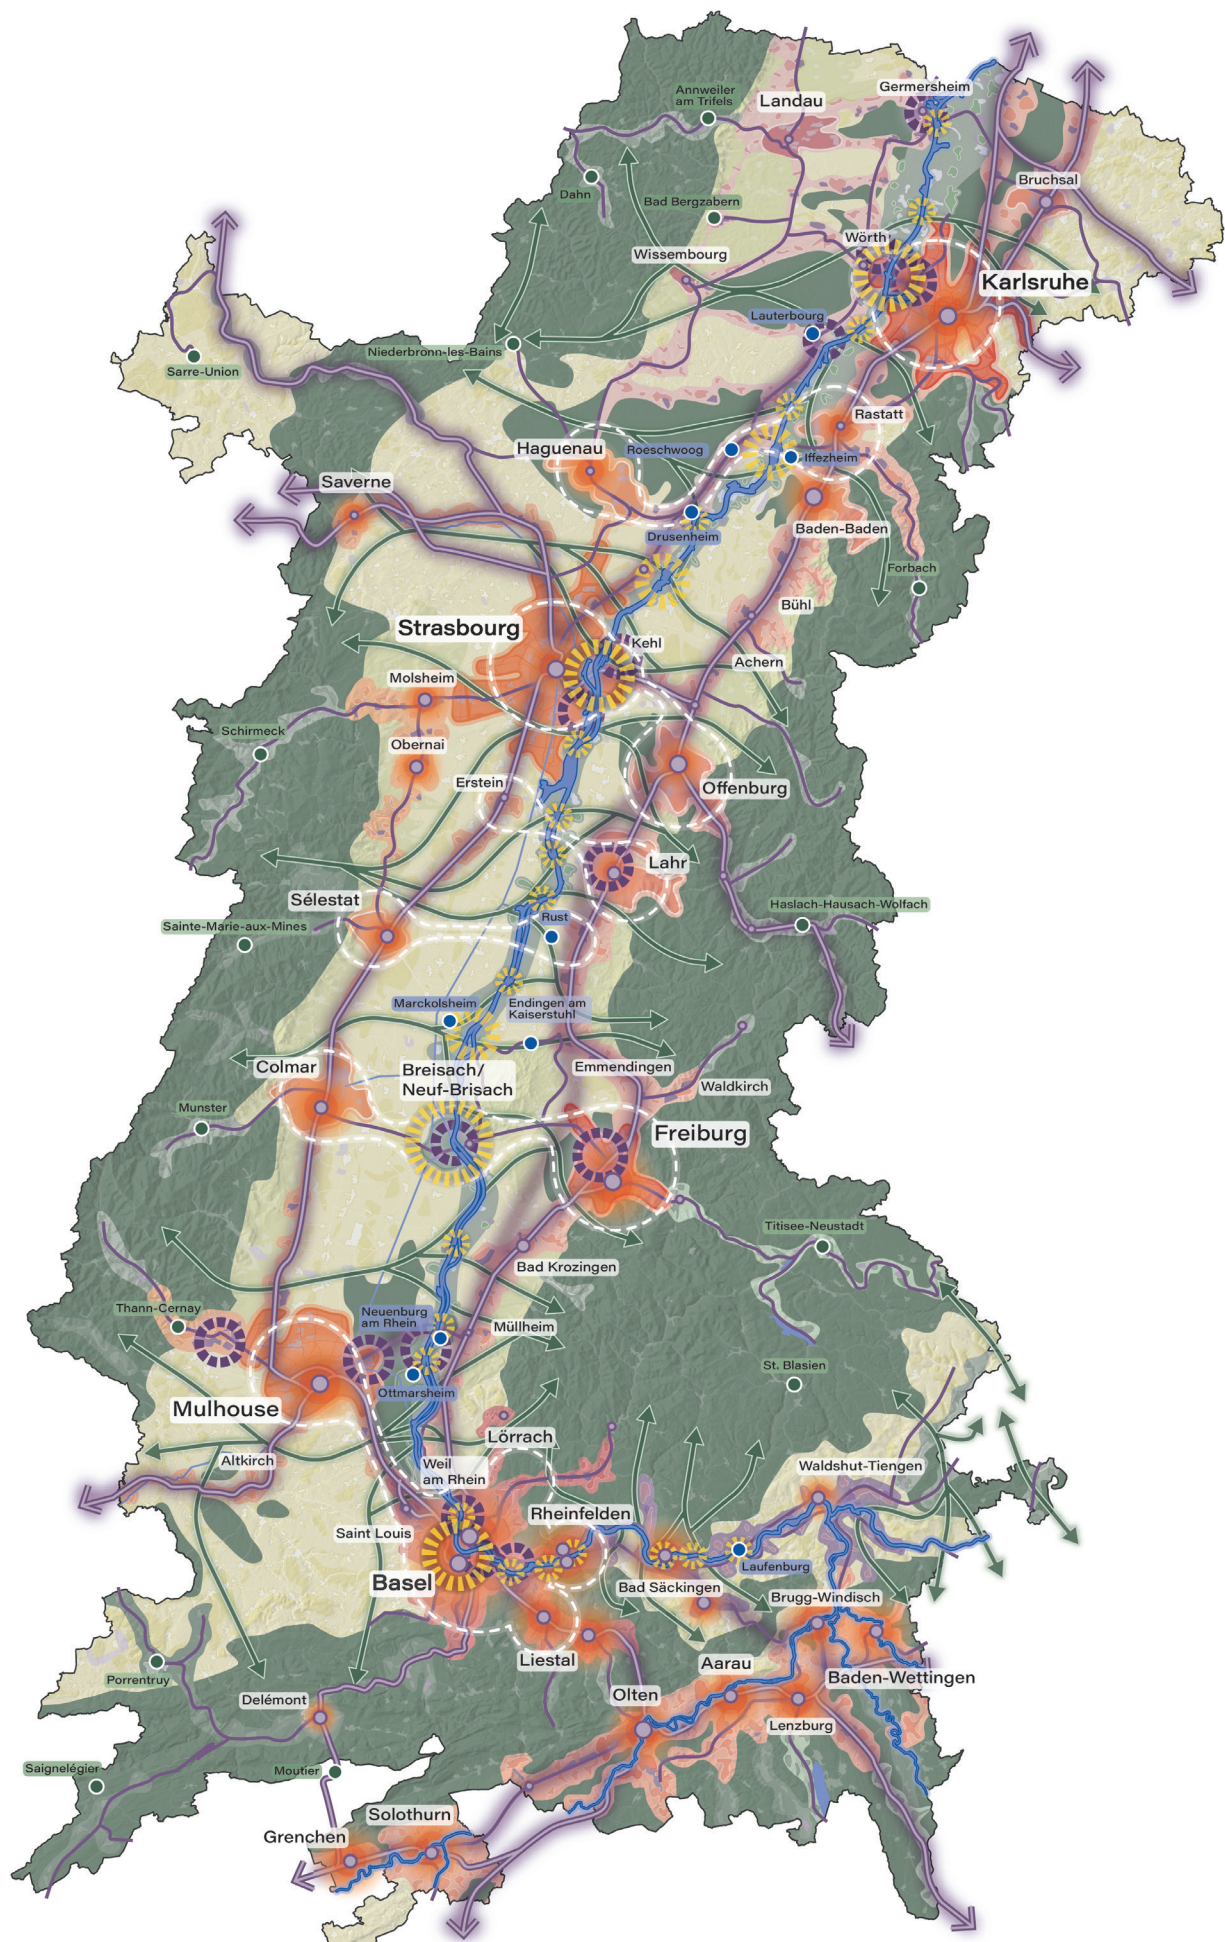 Germersheim
Annweiler
am Trifels
Landau
Bruchsal
Dahn
Bad Bergzabern
Wörth
Wissembourg
Karlsruhe
Lauterbourg
Niederbronn-les-Bains
Sarre-Union
Rastatt
Haguenau
Roeschwoog
Iffezheim
Saverne
Baden-Baden
Drusenheim
Forbach
Bühl
Strasbourg
Kehl
Achern
Molsheim
Schirmeck
Obernai
Erstein
Offenburg
Lahr
Sélestat
Haslach-Hausach-Wolfach
Rust
Sainte-Marie-aux-Mines
Marckolsheim
Endingen am
Kaiserstuhl
Colmar
Breisach/
Neuf-Brisach
Emmendingen
Waldkirch
Munster
Freiburg
Titisee-Neustadt
Bad Krozingen
Thann-Cernay
Neuenburg
am Rhein
Müllheim
St. Blasien
Ottmarsheim
Mulhouse
Lörrach
Altkirch
Weil
am Rhein
Waldshut-Tiengen
Rheinfelden
Saint Louis
Laufenburg
Basel
Bad Säckingen
Brugg-Windisch
Liestal
Aarau
Baden-Wettingen
Porrentruy
Delémont
Olten
Lenzburg
Saignelégier
Moutier
Solothurn
Grenchen